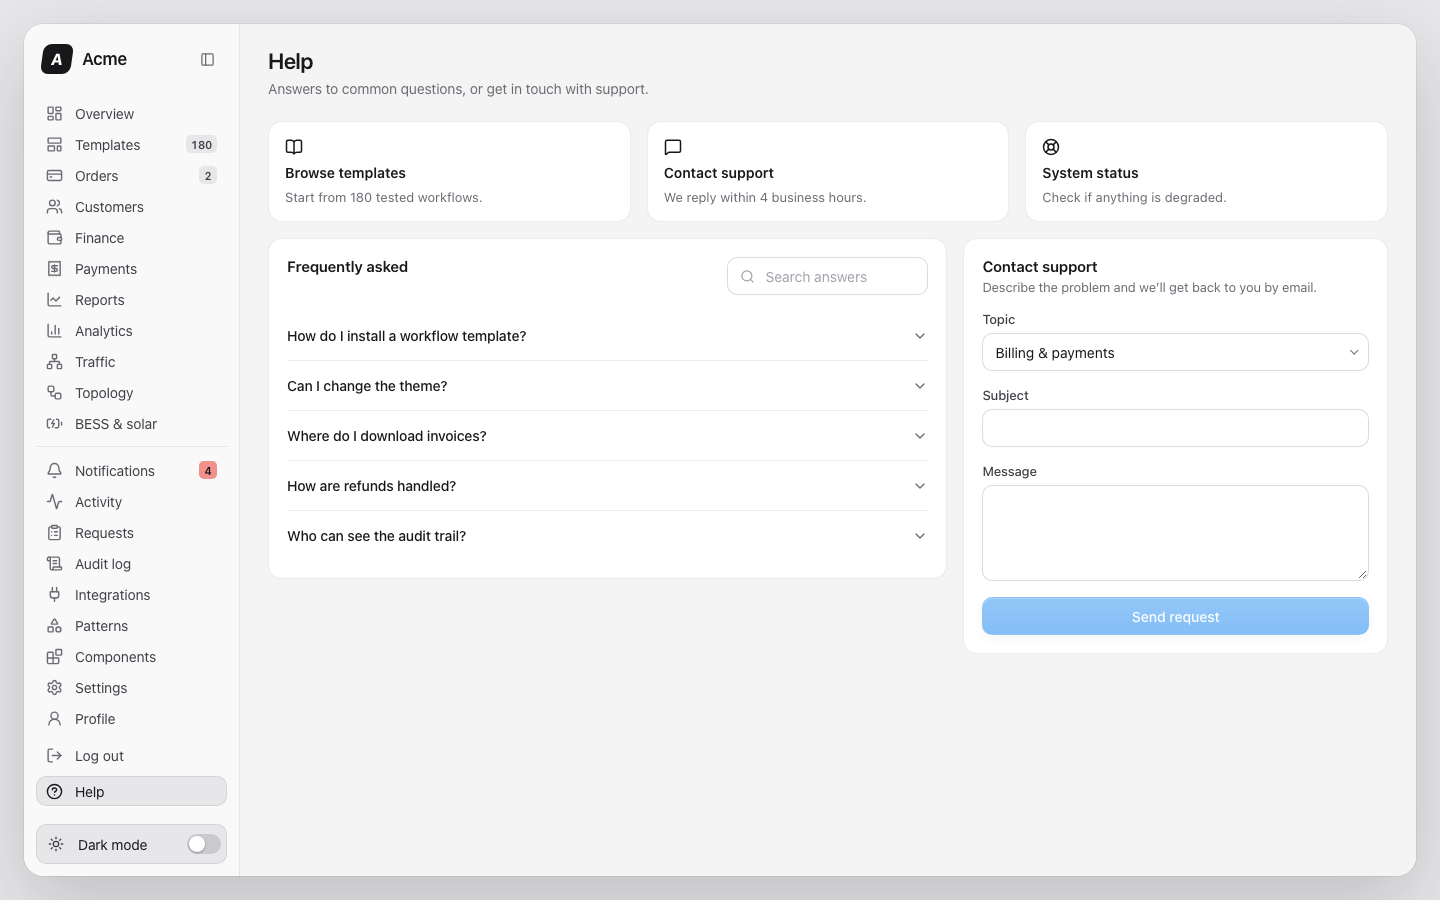 A Acme
Overview
Templates 180
Orders 2
Customers
Finance
Payments
Reports
Analytics
Traffic
Topology
BESS & solar
Notifications 4
Activity
Requests
Audit log
Integrations
Patterns
Components
Settings
Profile
Log out
Help
Dark mode
Help
Answers to common questions, or get in touch with support.
Browse templates
Start from 180 tested workflows.
Contact support
We reply within 4 business hours.
System status
Check if anything is degraded.
Frequently asked
Search answers
How do I install a workflow template?
Can I change the theme?
Where do I download invoices?
How are refunds handled?
Who can see the audit trail?
Contact support
Describe the problem and we’ll get back to you by email.
Topic
Billing & payments
Subject
Message
Send request